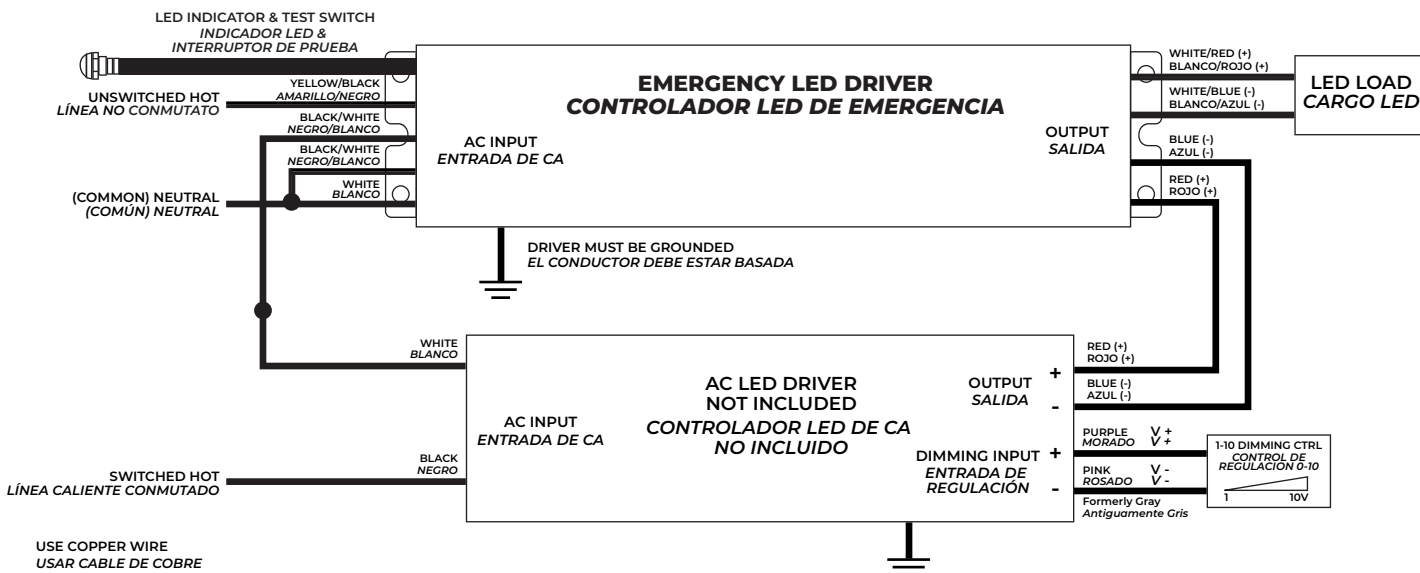 LED INDICATOR & TEST SWITCH
INDICADOR LED &
INTERRUPTOR DE PRUEBA
YELLOW/BLACK
AMARILLO/NEGRO
UNSWITCHED HOT
LÍNEA NO CONMUTATO
BLACK/WHITE
NEGRO/BLANCO
BLACK/WHITE
NEGRO/BLANCO
WHITE
BLANCO
(COMMON) NEUTRAL
(COMÚN) NEUTRAL
EMERGENCY LED DRIVER
CONTROLADOR LED DE EMERGENCIA
AC INPUT
ENTRADA DE CA
OUTPUT
SALIDA
WHITE/RED (+)
BLANCO/ROJO (+)
WHITE/BLUE (-)
BLANCO/AZUL (-)
LED LOAD
CARGO LED
BLUE (-)
AZUL (-)
RED (+)
ROJO (+)
DRIVER MUST BE GROUNDED
EL CONDUCTOR DEBE ESTAR BASADA
WHITE
BLANCO
AC LED DRIVER
NOT INCLUDED
CONTROLADOR LED DE CA
NO INCLUIDO
AC INPUT
ENTRADA DE CA
OUTPUT
SALIDA
+
-
RED (+)
ROJO (+)
BLUE (-)
AZUL (-)
DIMMING INPUT
ENTRADA DE
REGULACIÓN
+
-
PURPLE V +
MORADO V +
PINK V -
ROSADO V -
Formerly Gray
Antiguamente Gris
1-10 DIMMING CTRL
CONTROL DE
REGULACION 0-10
1 10V
BLACK
NEGRO
SWITCHED HOT
LÍNEA CALIENTE CONMUTADO
USE COPPER WIRE
USAR CABLE DE COBRE